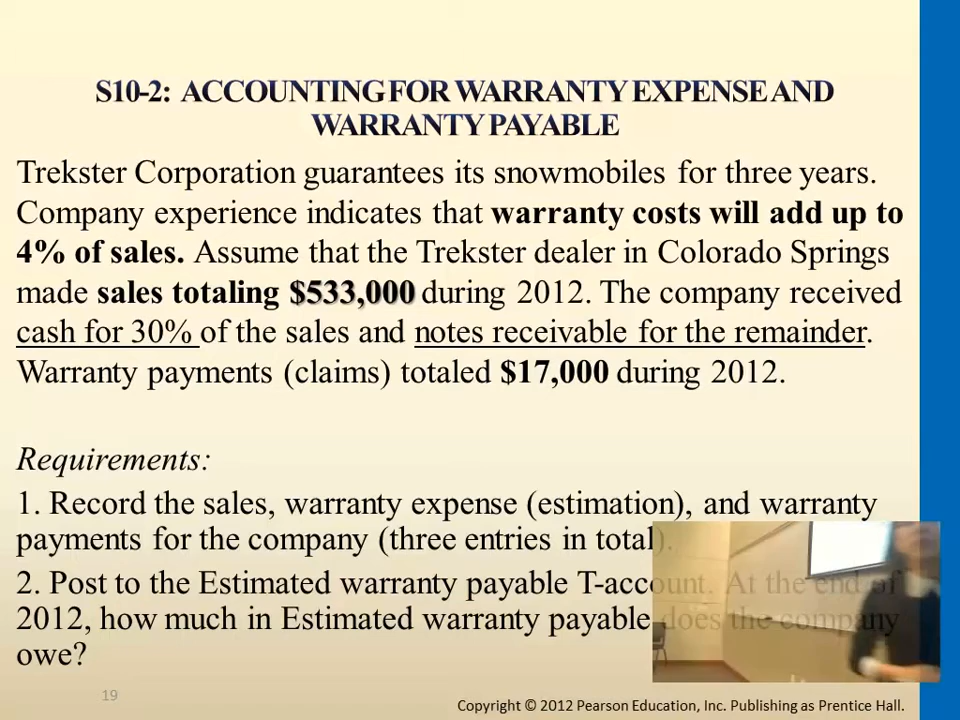 S10-2: ACCOUNTING FOR WARRANTY EXPENSE AND
WARRANTY PAYABLE
Trekster Corporation guarantees its snowmobiles for three years.
Company experience indicates that warranty costs will add up to
4% of sales. Assume that the Trekster dealer in Colorado Springs
made sales totaling $533,000 during 2012. The company received
cash for 30% of the sales and notes receivable for the remainder.
Warranty payments (claims) totaled $17,000 during 2012.
Requirements:
1. Record the sales, warranty expense (estimation), and warranty
payments for the company (three entries in total).
2. Post to the Estimated warranty payable T-account. At the end of
2012, how much in Estimated warranty payable does the company
owe?
19
Copyright © 2012 Pearson Education, Inc. Publishing as Prentice Hall.